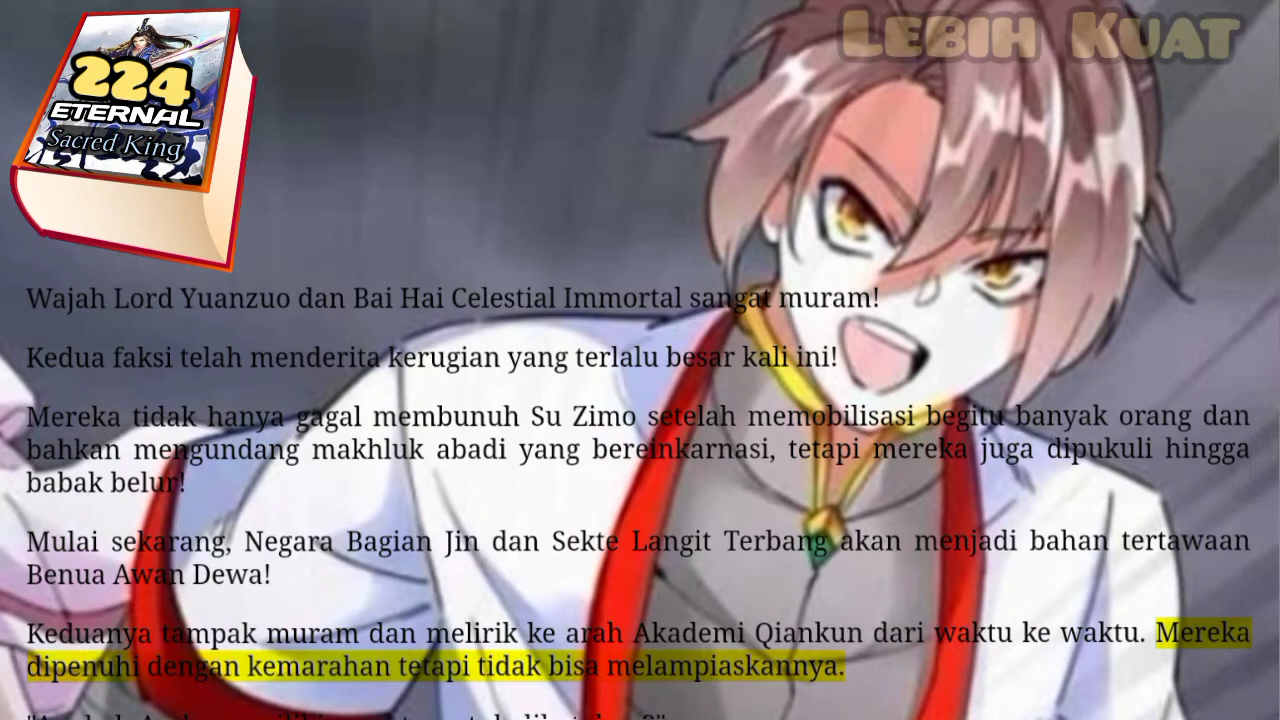 LEBIH KUAT
224
ETERNAL
Sacred King
Wajah Lord Yuanzuo dan Bai Hai Celestial Immortal sangat muram!
Kedua faksi telah menderita kerugian yang terlalu besar kali ini!
Mereka tidak hanya gagal membunuh Su Zimo setelah memobilisasi begitu banyak orang dan
bahkan mengundang makhluk abadi yang bereinkarnasi, tetapi mereka juga dipukuli hingga
babak belur!
Mulai sekarang, Negara Bagian Jin dan Sekte Langit Terbang akan menjadi bahan tertawaan
Benua Awan Dewa!
Keduanya tampak muram dan melirik ke arah Akademi Qiankun dari waktu ke waktu. Mereka
dipenuhi dengan kemarahan tetapi tidak bisa melampiaskannya.